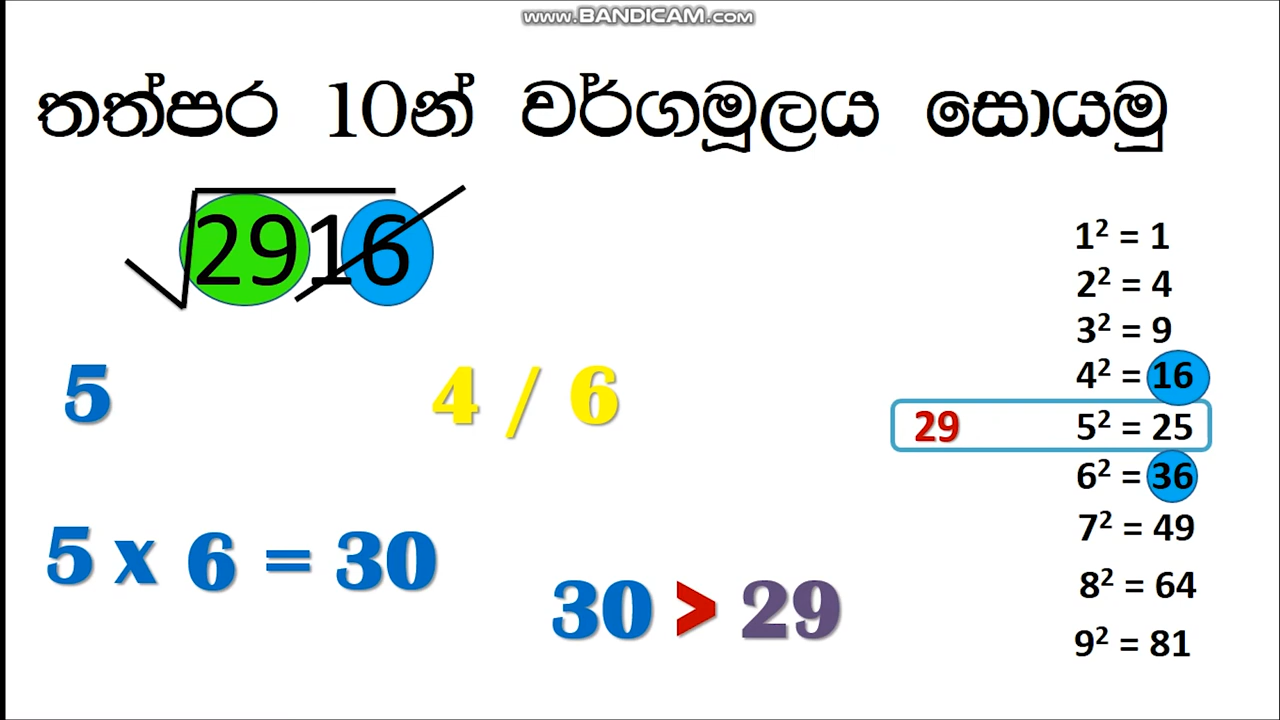 WWW.BANDICAM.COM
තත්පර 10න් වර්ගමූලය සොයමු
√2916
1² = 1
2² = 4
3² = 9
4² = 16
29 5² = 25
6² = 36
7² = 49
8² = 64
9² = 81
5 4 / 6
5 x 6 = 30
30 > 29